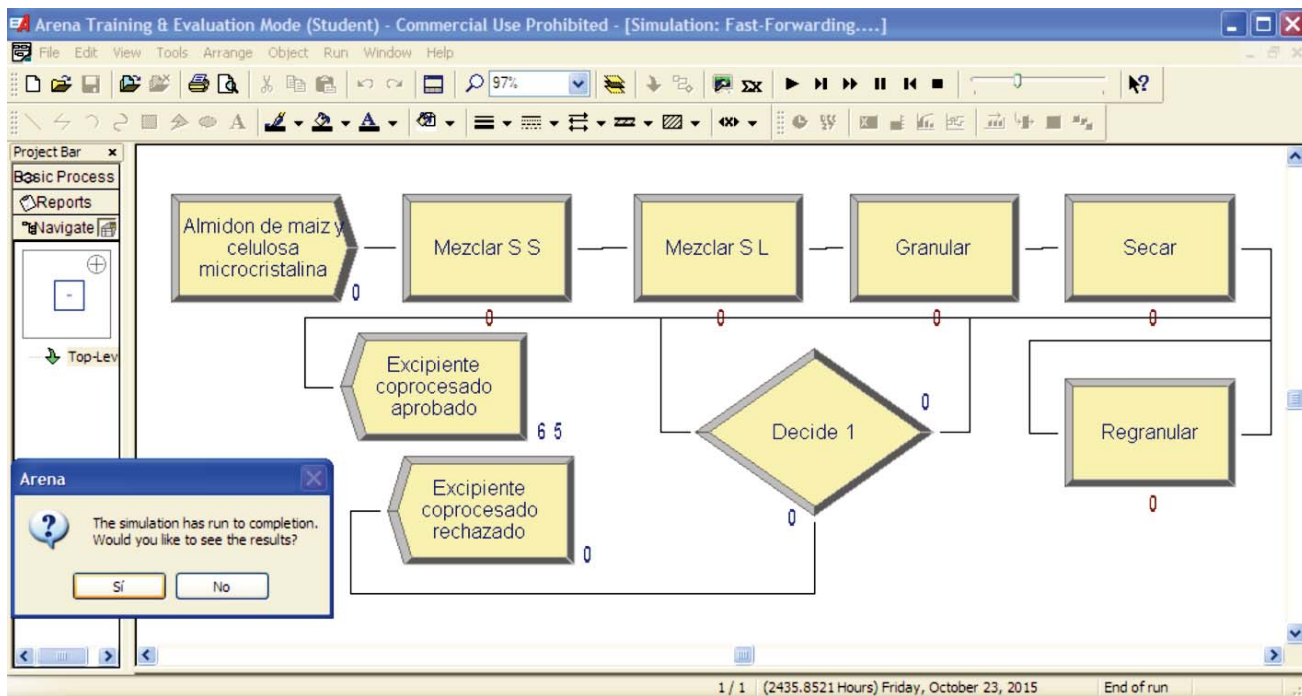 Arena Training & Evaluation Mode (Student) - Commercial Use Prohibited - [Simulation: Fast-Forwarding....]
File Edit View Tools Arrange Object Run Window Help
97%
Project Bar
Basic Process
Reports
Navigate
Top-Lev
Almidon de maiz y
celulosa
microcristalina
0
Mezclar S S
0
Mezclar S L
0
Granular
0
Secar
0
Excipiente
coprocesado
aprobado
6 5
Decide 1
0
0
Regranular
0
Excipiente
coprocesado
rechazado
0
Arena
The simulation has run to completion.
Would you like to see the results?
Sí
No
1 / 1 (2435.8521 Hours) Friday, October 23, 2015 End of run